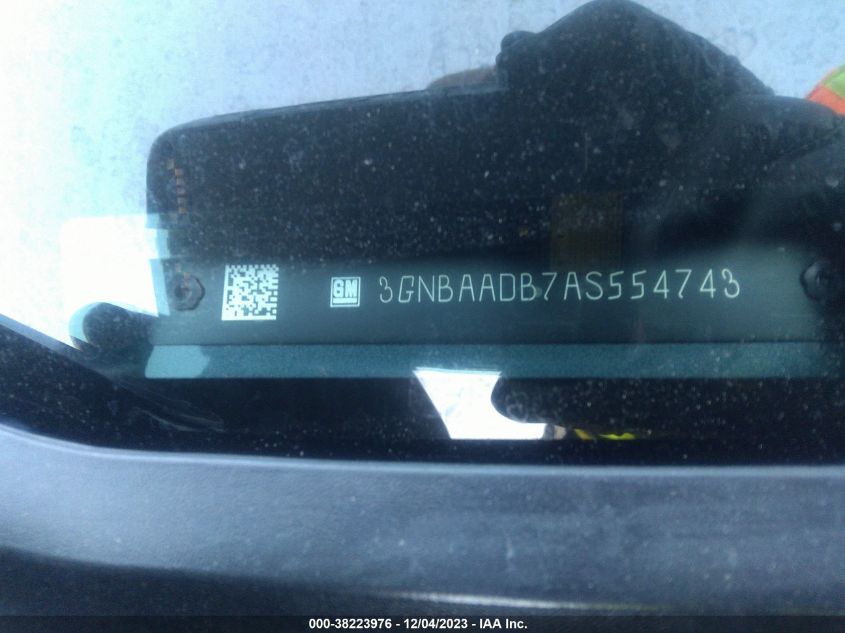 GM 3GNBAADB7AS554743
000-38223976 - 12/04/2023 - IAA Inc.